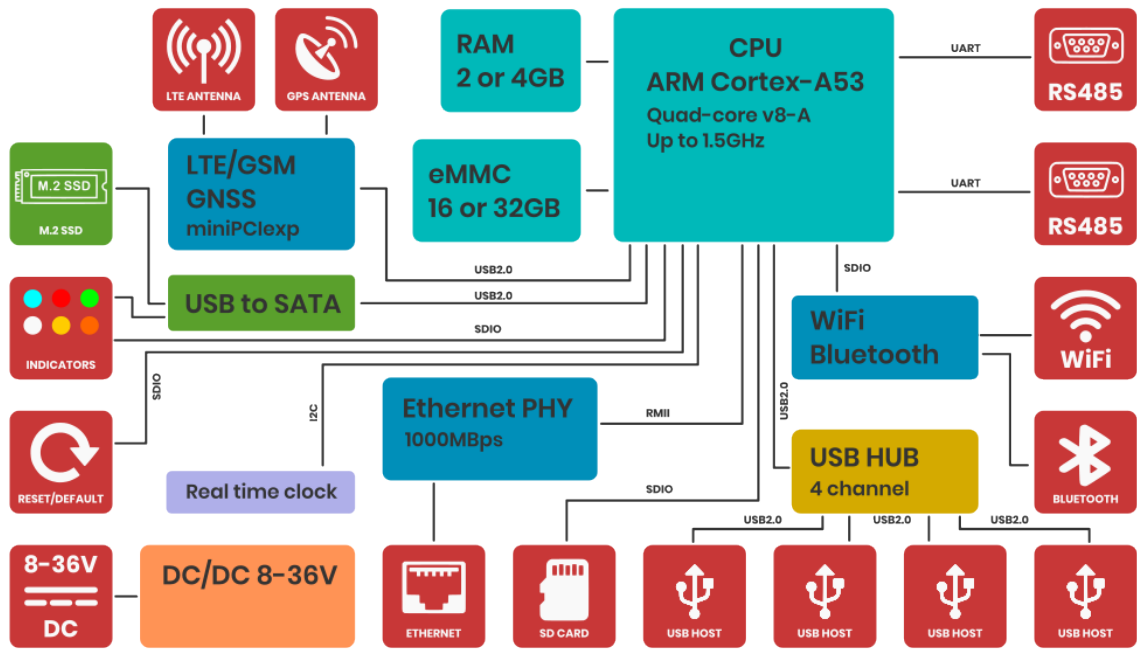 LTE ANTENNA
GPS ANTENNA
RAM
2 or 4GB
CPU
ARM Cortex-A53
Quad-core v8-A
Up to 1.5GHz
UART
RS485
M.2 SSD
M.2 SSD
LTE/GSM
GNSS
miniPCIexp
eMMC
16 or 32GB
UART
RS485
USB2.0
SDIO
INDICATORS
USB to SATA
USB2.0
SDIO
WiFi
Bluetooth
WiFi
SDIO
I2C
Ethernet PHY
1000MBps
RMII
USB2.0
RESET/DEFAULT
Real time clock
SDIO
USB HUB
4 channel
BLUETOOTH
USB2.0
USB2.0
USB2.0
8-36V
DC
DC/DC 8-36V
ETHERNET
SD CARD
USB HOST
USB HOST
USB HOST
USB HOST